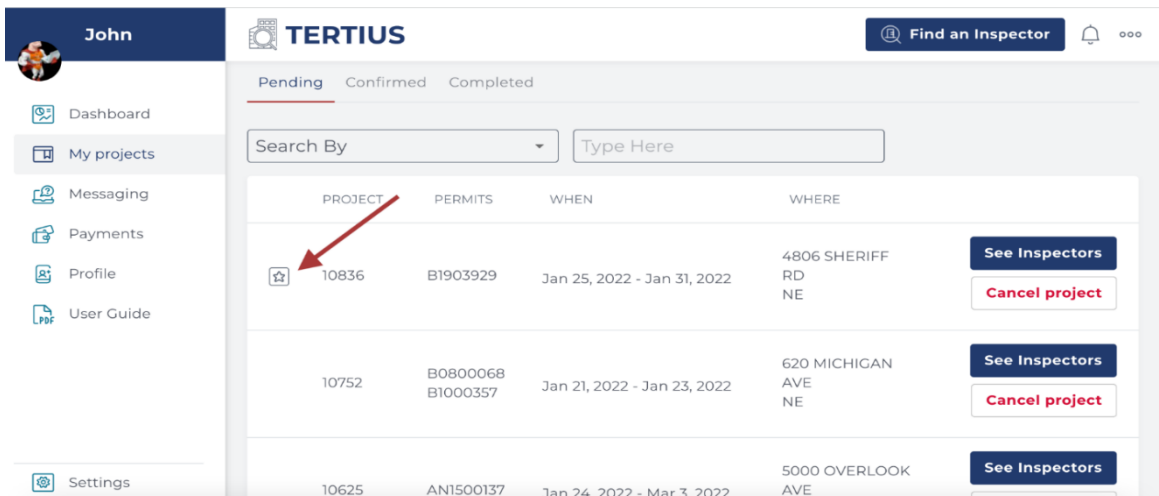 John
TERTIUS
Find an Inspector
Dashboard
My projects
Messaging
Payments
Profile
PDF
User Guide
Settings
Pending Confirmed Completed
Search By Type Here
PROJECT PERMITS WHEN WHERE
10836 B1903929 Jan 25, 2022 - Jan 31, 2022 4806 SHERIFF
RD
NE
See Inspectors
Cancel project
10752 B0800068
B1000357
Jan 21, 2022 - Jan 23, 2022 620 MICHIGAN
AVE
NE
See Inspectors
Cancel project
10625 AN1500137 Jan 24, 2022 - Mar 3, 2022 5000 OVERLOOK
AVE
See Inspectors